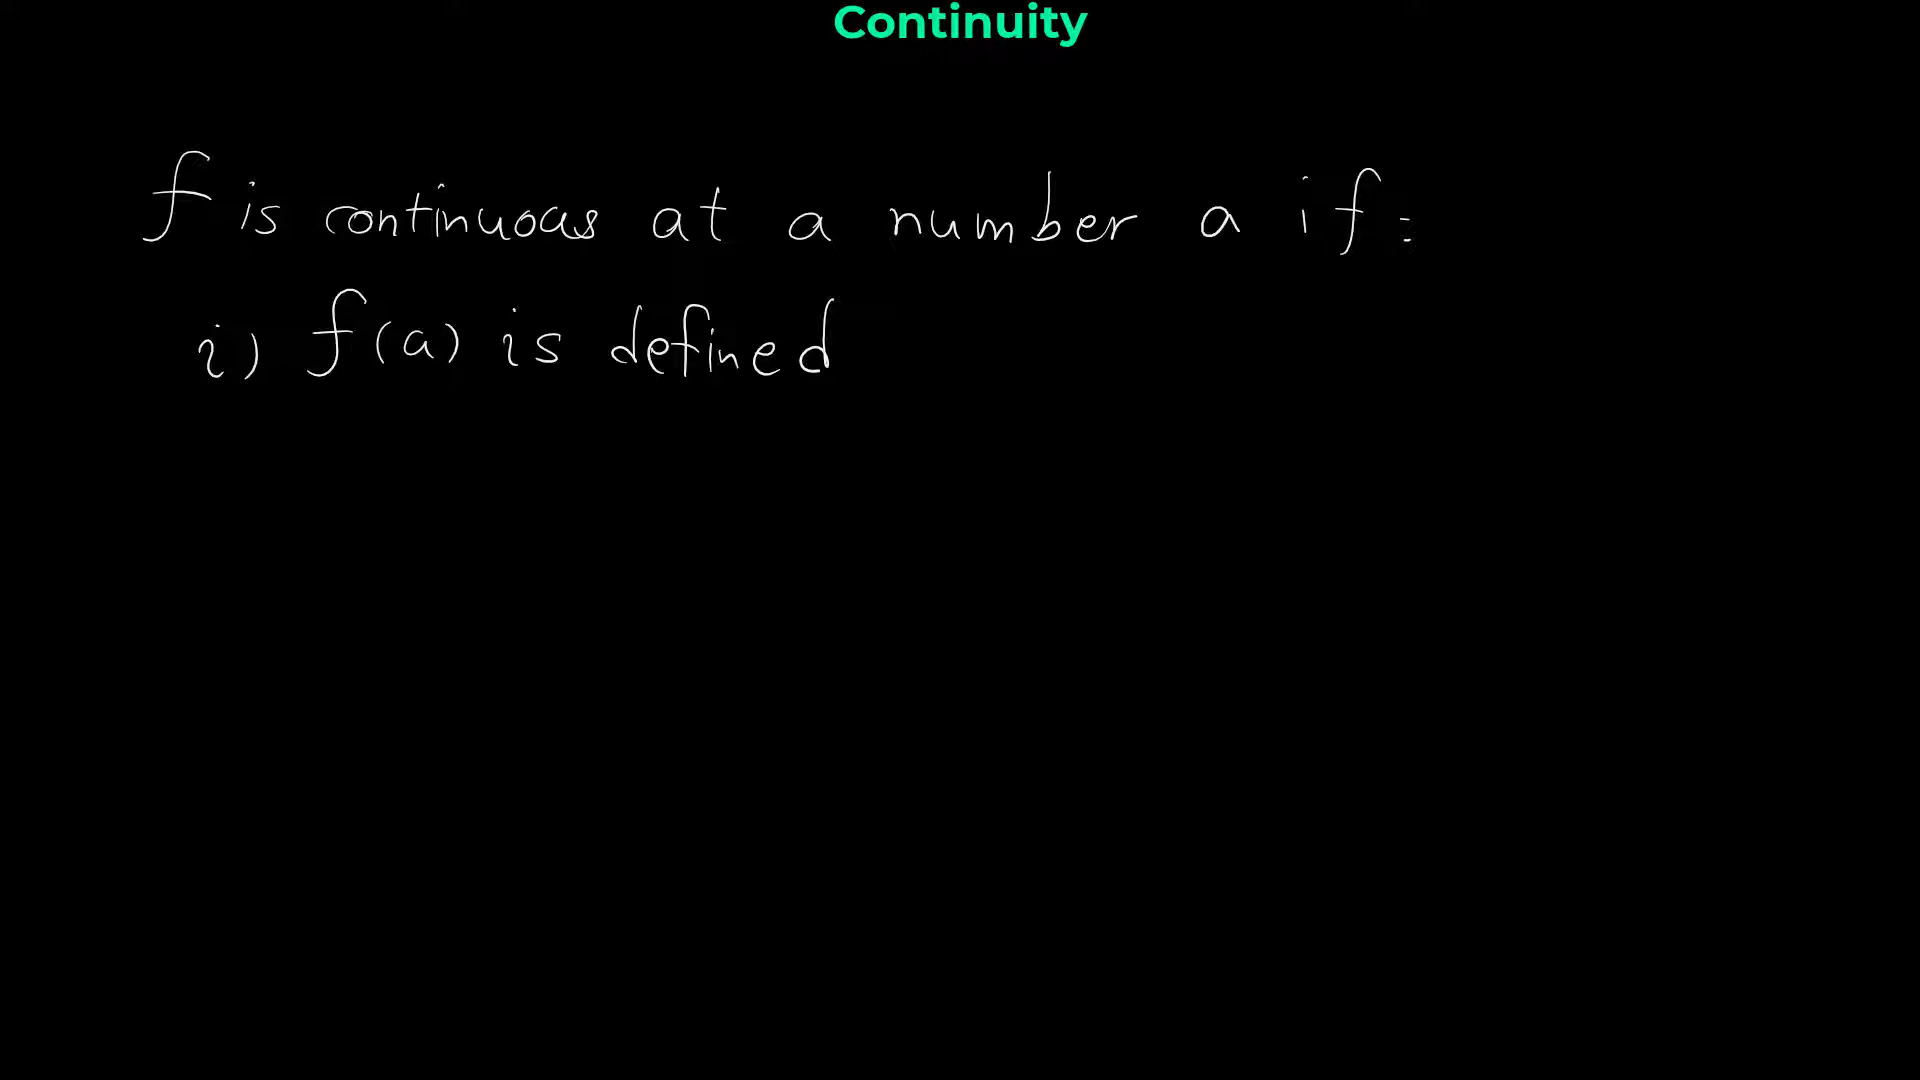 Continuity
f is continuous at a number a if:
i) f(a) is defined